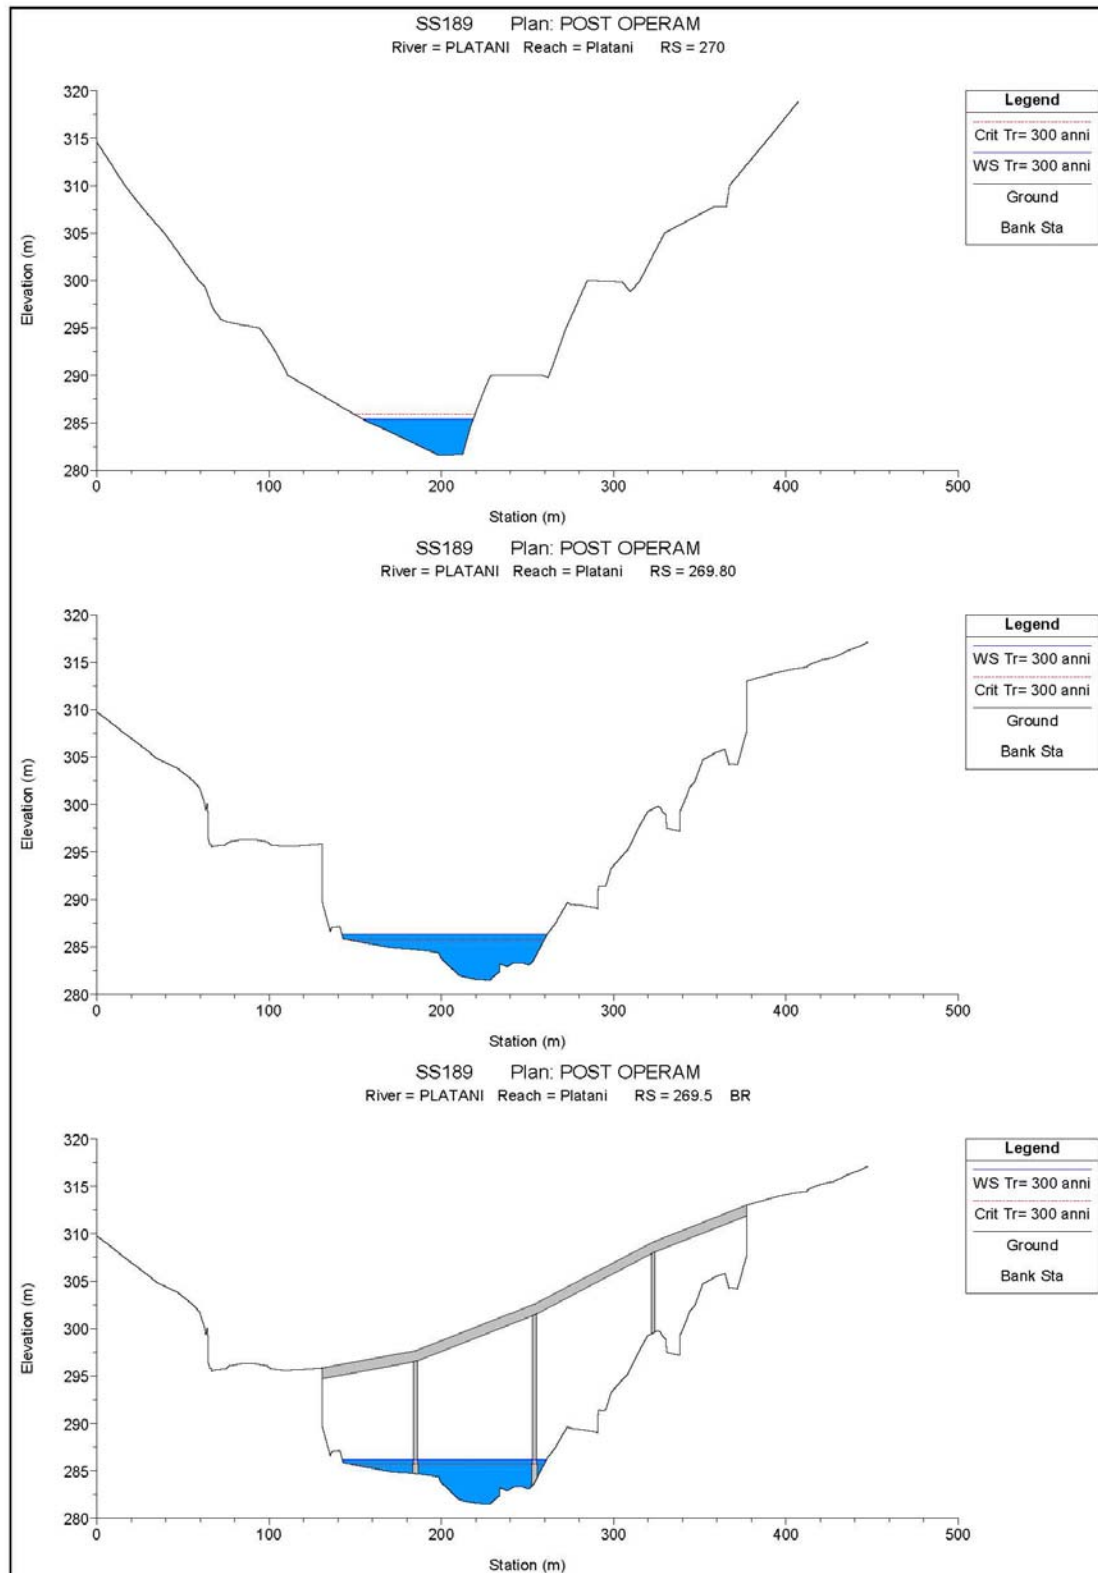 SS189 Plan: POST OPERAM
River = PLATANI Reach = Platani RS = 270
320
315
310
305
300
295
290
285
280
Elevation (m)
0 100 200 300 400 500
Station (m)
Legend
Crit Tr= 300 anni
WS Tr= 300 anni
Ground
Bank Sta
SS189 Plan: POST OPERAM
River = PLATANI Reach = Platani RS = 269.80
320
315
310
305
300
295
290
285
280
Elevation (m)
0 100 200 300 400 500
Station (m)
Legend
WS Tr= 300 anni
Crit Tr= 300 anni
Ground
Bank Sta
SS189 Plan: POST OPERAM
River = PLATANI Reach = Platani RS = 269.5 BR
320
315
310
305
300
295
290
285
280
Elevation (m)
0 100 200 300 400 500
Station (m)
Legend
WS Tr= 300 anni
Crit Tr= 300 anni
Ground
Bank Sta